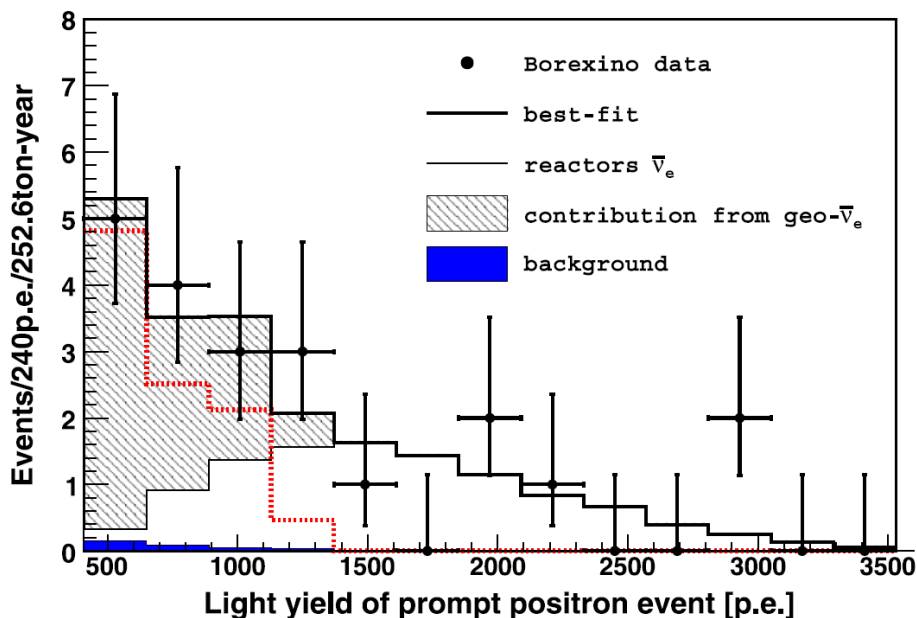 Events/240p.e./252.6ton-year
8
7
6
5
4
3
2
1
0
Borexino data
best-fit
reactors ν̅e
contribution from geo-ν̅e
background
500 1000 1500 2000 2500 3000 3500
Light yield of prompt positron event [p.e.]